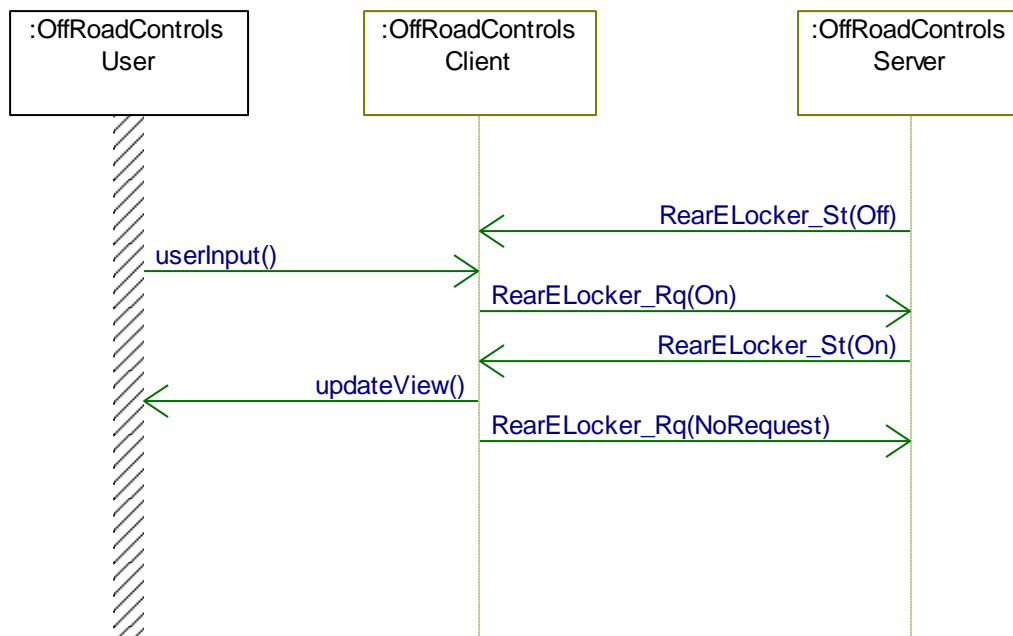 :OffRoadControls
User
:OffRoadControls
Client
:OffRoadControls
Server
RearELocker_St(Off)
userInput()
RearELocker_Rq(On)
RearELocker_St(On)
updateView()
RearELocker_Rq(NoRequest)